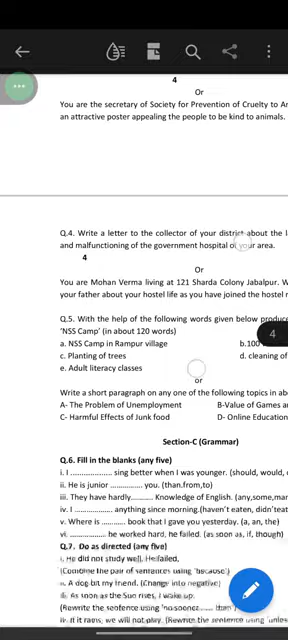 4
Or
You are the secretary of Society for Prevention of Cruelty to
an attractive poster appealing the people to be kind to animals.
Q.4. Write a letter to the collector of your district about the
and malfunctioning of the government hospital of your area.
4
Or
You are Mohan Verma living at 121 Sharda Colony Jabalpur.
your father about your hostel life as you have joined the hostel
Q.5. With the help of the following words given below
'NSS Camp' (in about 120 words)
a. NSS Camp in Rampur village b.100
4
c. Planting of trees d. cleaning of
e. Adult literacy classes
or
Write a short paragraph on any one of the following topics in
A- The Problem of Unemployment B-Value of Games
C- Harmful Effects of Junk food D- Online Education
Section-C (Grammar)
Q.6. Fill in the blanks (any five)
i. I .................... sing better when I was younger. (should, would,
ii. He is junior ............... you. (than,from,to)
iii. They have hardly.......... Knowledge of English. (any,some,
iv. I .................... anything since morning.(haven't eaten,
v. Where is ........... book that I gave you yesterday. (a, an, the)
vi. ................. he worked hard, he failed. (as soon as, if, though)
Q.7. Do as directed (any five)
i. He did not study well, He failed,
(Combine the pair of sentences using 'because')
ii. A dog bit my friend. (Change into negative)
iii. As soon as the Sun rises, I wake up.
(Rewrite the sentence using 'no sooner...... than')
iv. If it rains, we will not play. (Rewrite the sentence using